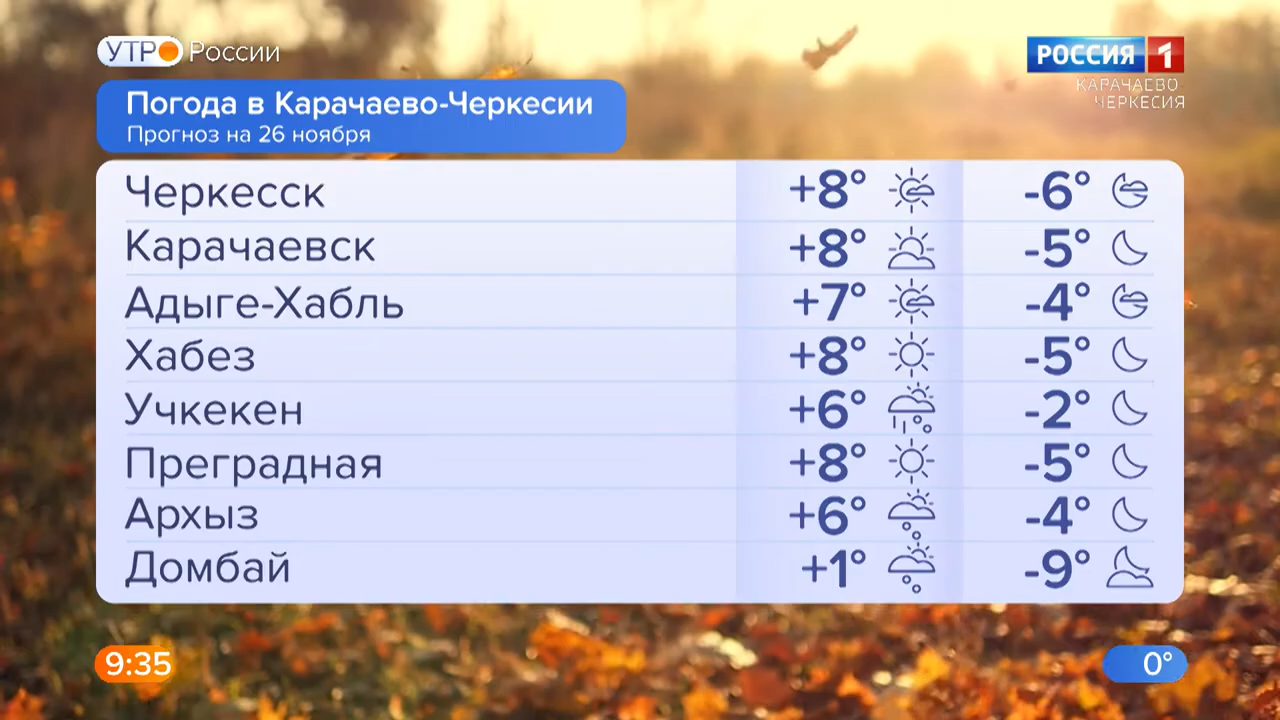 УТРО России
РОССИЯ 1
КАРАЧАЕВО
ЧЕРКЕСИЯ
Погода в Карачаево-Черкесии
Прогноз на 26 ноября
Черкесск +8° -6°
Карачаевск +8° -5°
Адыге-Хабль +7° -4°
Хабез +8° -5°
Учкекен +6° -2°
Преградная +8° -5°
Архыз +6° -4°
Домбай +1° -9°
9:35 0°